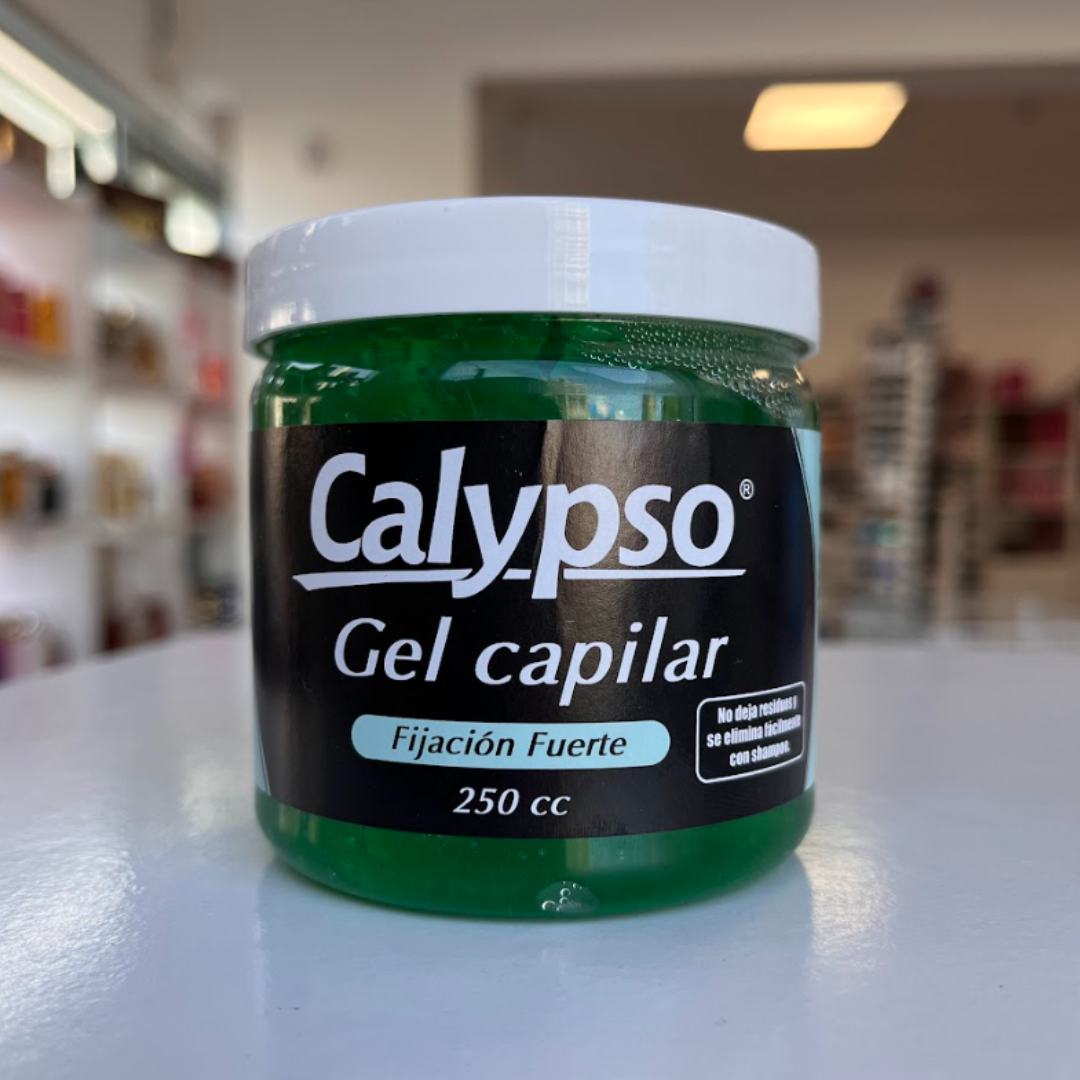 Calypso®
Gel capilar
Fijación Fuerte
250 cc
No deja residuos y
se elimina fácilmente
con shampoo.